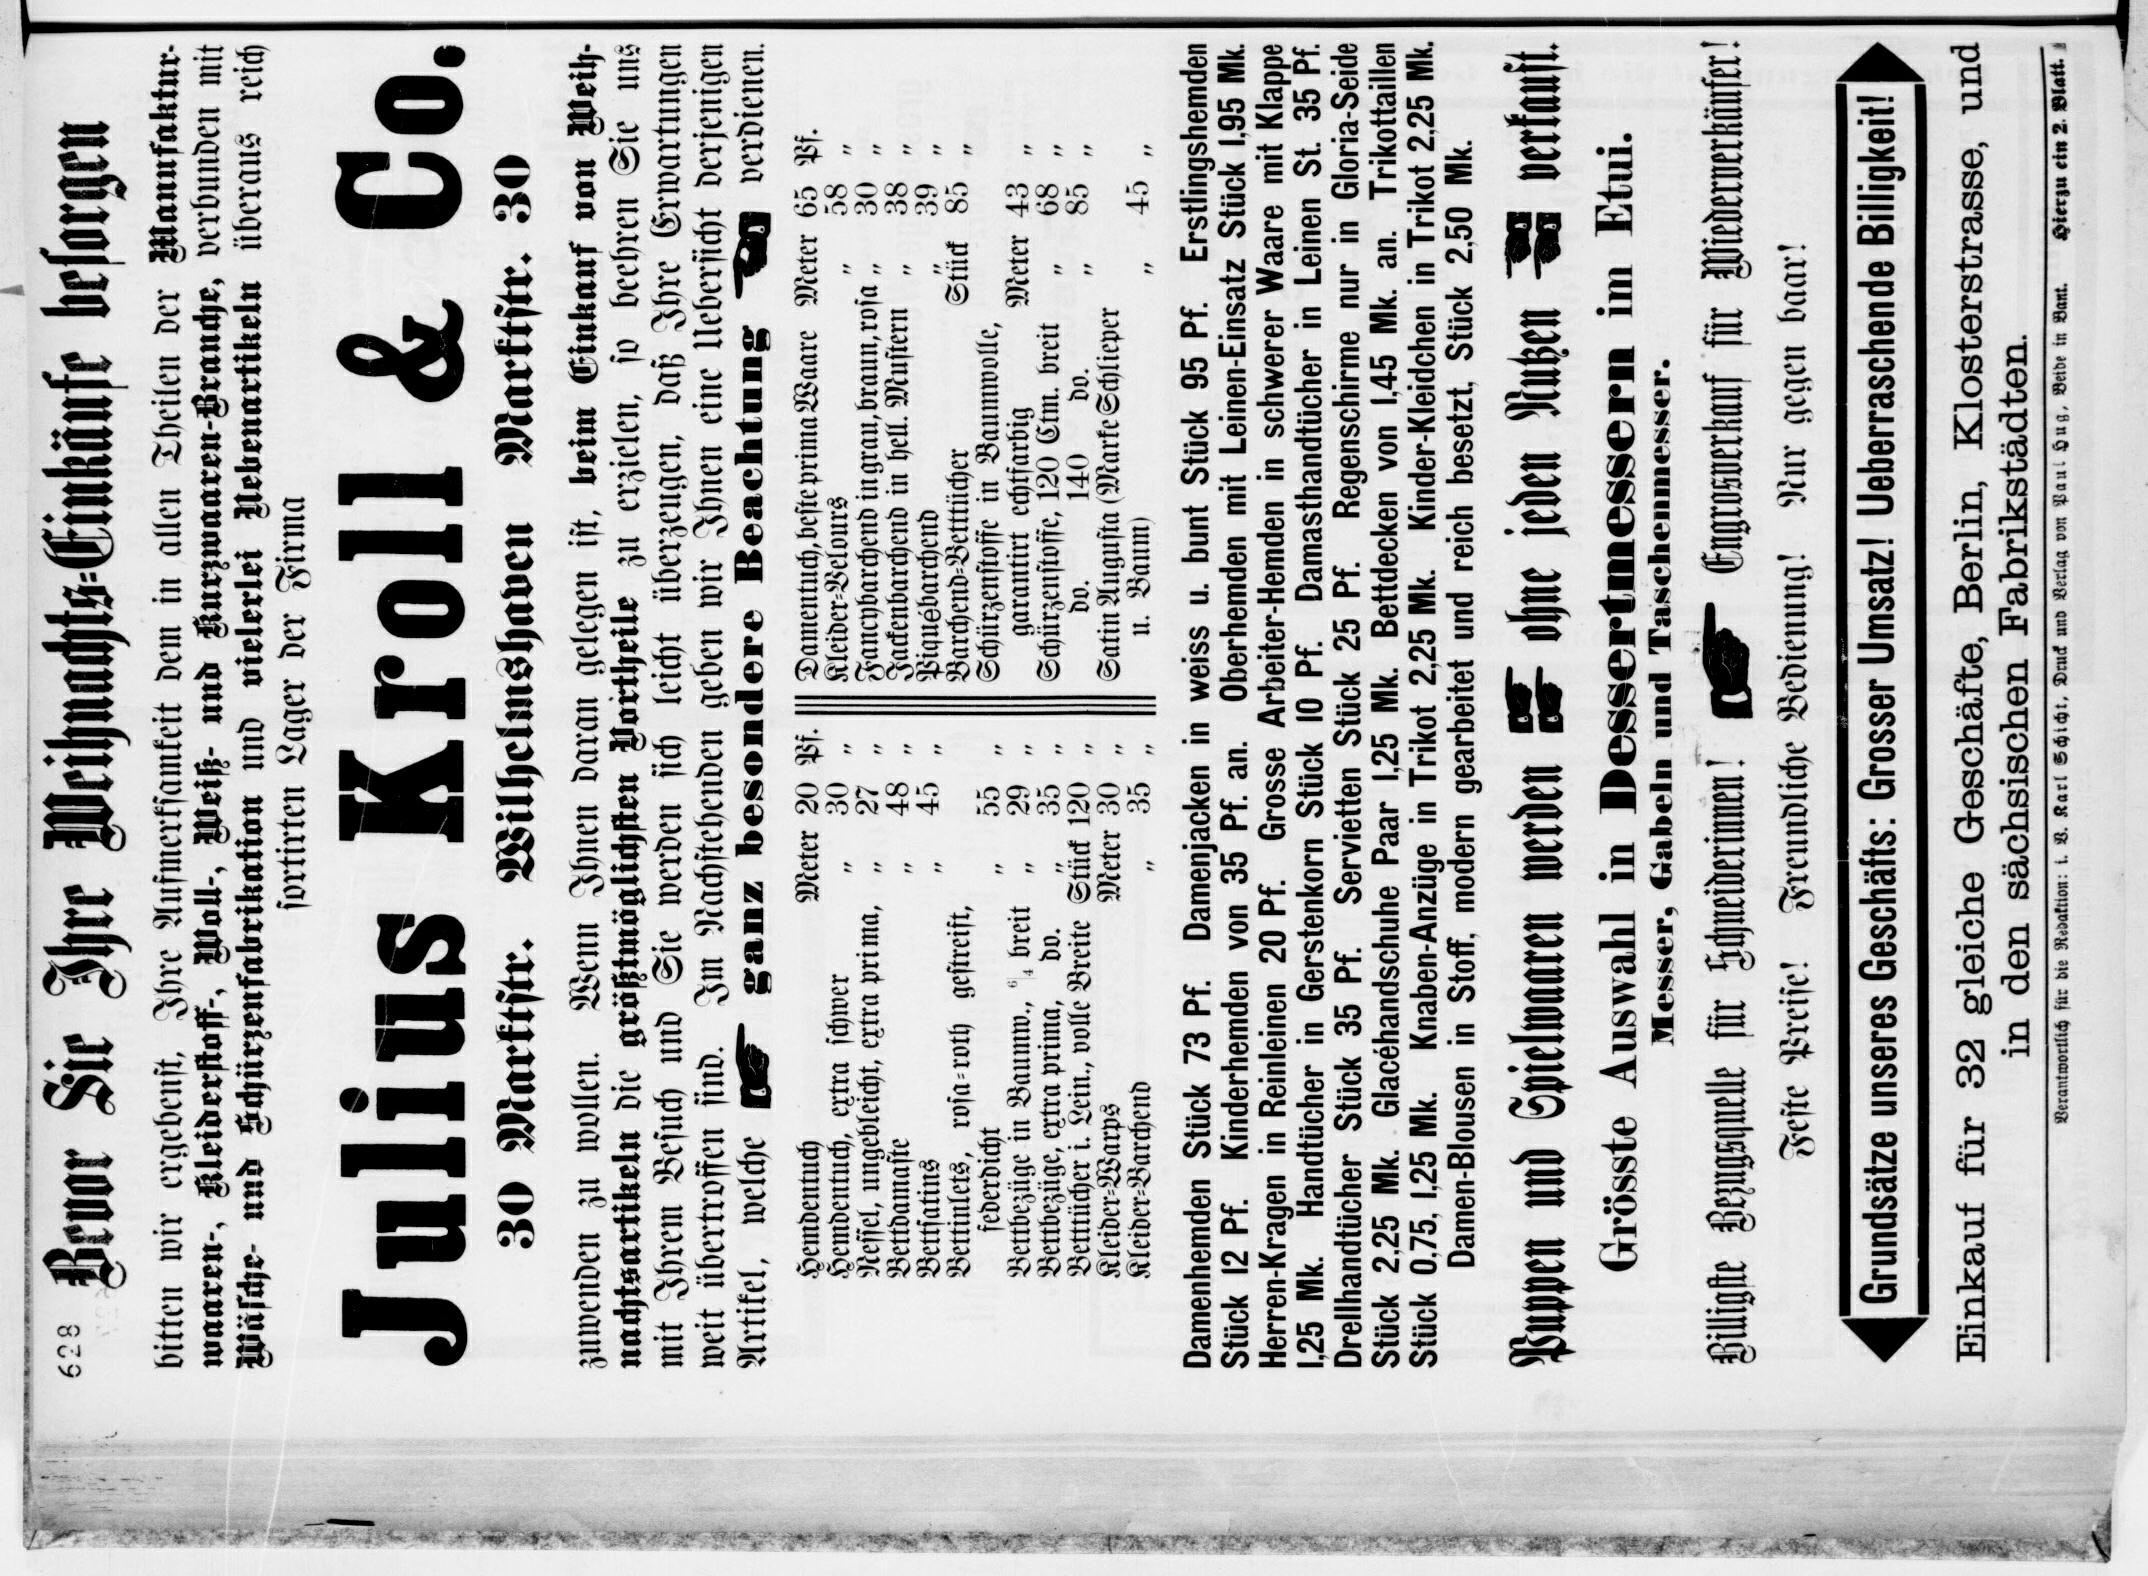 628
Bevor Sie Ihre Weihnachts-Einkäufe besorgen
bitten wir ergebenst, Ihre Aufmerksamkeit dem in allen Theilen der Manufaktur-
waaren-, Kleiderstoff-, Woll-, Weiß- und Kurzwaaren-Branche, verbunden mit
Wäsche- und Schürzenfabrikation und vielerlei Nebenartikeln überaus reich
sortirten Lager der Firma
Julius Kroll & Co.
30 Marktstr. Wilhelmshaven Marktstr. 30
zuwenden zu wollen. Wenn Ihnen daran gelegen ist, beim Einkauf von Weih-
nachtsartikeln die größtmöglichsten Vortheile zu erzielen, so beehren Sie uns
mit Ihrem Besuch und Sie werden sich leicht überzeugen, daß Ihre Erwartungen
weit übertroffen sind. Im Nachstehenden geben wir Ihnen eine Uebersicht derjenigen
Artikel, welche ganz besondere Beachtung verdienen.
Hemdentuch Meter 20 Pf.
Hemdentuch, extra schwer „ 30 „
Nessel, ungebleicht, extra prima, „ 27 „
Bettdamaste „ 48 „
Bettsatins „ 45 „
Bettinlets, rosa-roth gestreift,
federdicht „ 55 „
Bettbezüge in Baumw., 6/4 breit „ 29 „
Bettbezüge, extra prima, do. „ 35 „
Betttücher i. Lein., volle Breite Stück 120 „
Kleider-Warps Meter 30 „
Kleider-Barchend „ 35 „
Damentuch, beste prima Waare Meter 65 Pf.
Kleider-Velours „ 58 „
Fancybarchend in grau, braun, rosa „ 30 „
Jackenbarchend in hell. Mustern „ 38 „
Piquébarchend „ 39 „
Barchend-Betttücher Stück 85 „
Schürzenstoffe in Baumwolle,
garantirt echtfarbig Meter 43 „
Schürzenstoffe, 120 Ctm. breit „ 68 „
do. 140 do. „ 85 „
Satin Augusta (Marke Schlieper
u. Baum) „ 45 „
Damenhemden Stück 73 Pf. Damenjacken in weiss u. bunt Stück 95 Pf. Erstlingshemden
Stück 12 Pf. Kinderhemden von 35 Pf. an. Oberhemden mit Leinen-Einsatz Stück 1,95 Mk.
Herren-Kragen in Reinleinen 20 Pf. Grosse Arbeiter-Hemden in schwerer Waare mit Klappe
1,25 Mk. Handtücher in Gerstenkorn Stück 10 Pf. Damasthandtücher in Leinen St. 35 Pf.
Drellhandtücher Stück 35 Pf. Servietten Stück 25 Pf. Regenschirme nur in Gloria-Seide
Stück 2,25 Mk. Glacéhandschuhe Paar 1,25 Mk. Bettdecken von 1,45 Mk. an. Trikottaillen
Stück 0,75, 1,25 Mk. Knaben-Anzüge in Trikot 2,25 Mk. Kinder-Kleidchen in Trikot 2,25 Mk.
Damen-Blousen in Stoff, modern gearbeitet und reich besetzt, Stück 2,50 Mk.
Puppen und Spielwaaren werden ohne jeden Nutzen verkauft.
Grösste Auswahl in Dessertmessern in Etui.
Messer, Gabeln und Taschenmesser.
Billigste Bezugsquelle für Schneiderinnen! Engrosverkauf für Wiederverkäufer!
Feste Preise! Freundliche Bedienung! Nur gegen baar!
Grundsätze unseres Geschäfts: Grosser Umsatz! Ueberraschende Billigkeit!
Einkauf für 32 gleiche Geschäfte, Berlin, Klosterstrasse, und
in den sächsischen Fabrikstädten.
Verantwortlich für die Redaktion: i. V. Karl Schicht, Druck und Verlag von Paul Hug, Beide in Bant. Hierzu ein 2. Blatt.